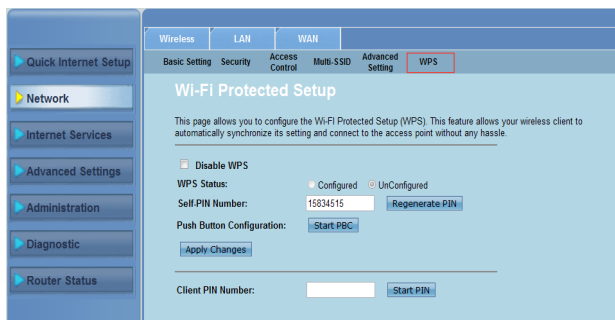 Wireless LAN WAN
Basic Setting Security Access Control Multi-SSID Advanced Setting WPS
Quick Internet Setup
Network
Internet Services
Advanced Settings
Administration
Diagnostic
Router Status
Wi-Fi Protected Setup
This page allows you to configure the Wi-FI Protected Setup (WPS). This feature allows your wireless client to
automatically synchronize its setting and connect to the access point without any hassle.
Disable WPS
WPS Status: Configured UnConfigured
Self-PIN Number: 15834515 Regenerate PIN
Push Button Configuration: Start PBC
Apply Changes
Client PIN Number: Start PIN